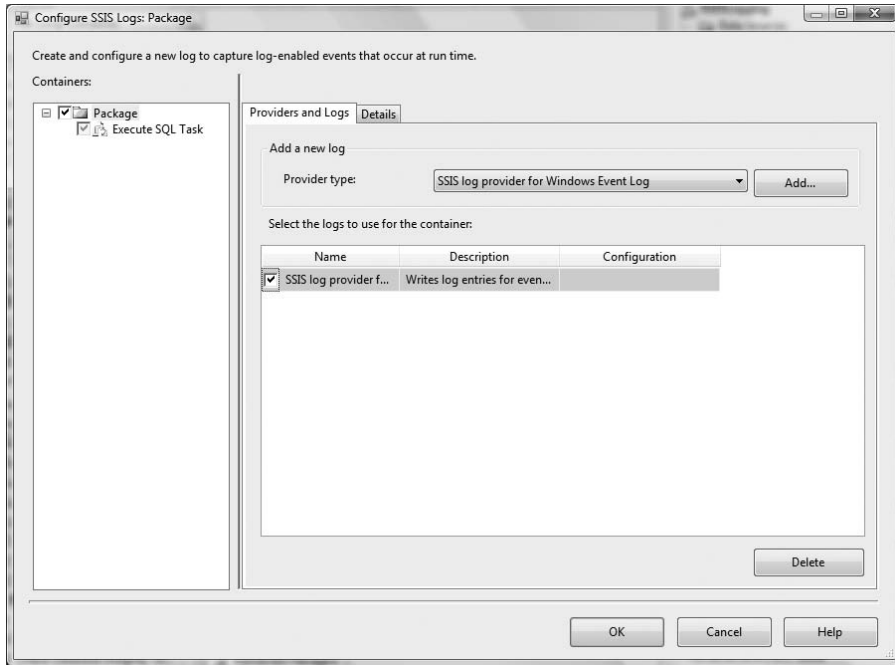 Configure SSIS Logs: Package
Create and configure a new log to capture log-enabled events that occur at run time.
Containers:
Package
Execute SQL Task
Providers and Logs Details
Add a new log
Provider type: SSIS log provider for Windows Event Log Add...
Select the logs to use for the container:
Name Description Configuration
SSIS log provider f... Writes log entries for even...
Delete
OK Cancel Help